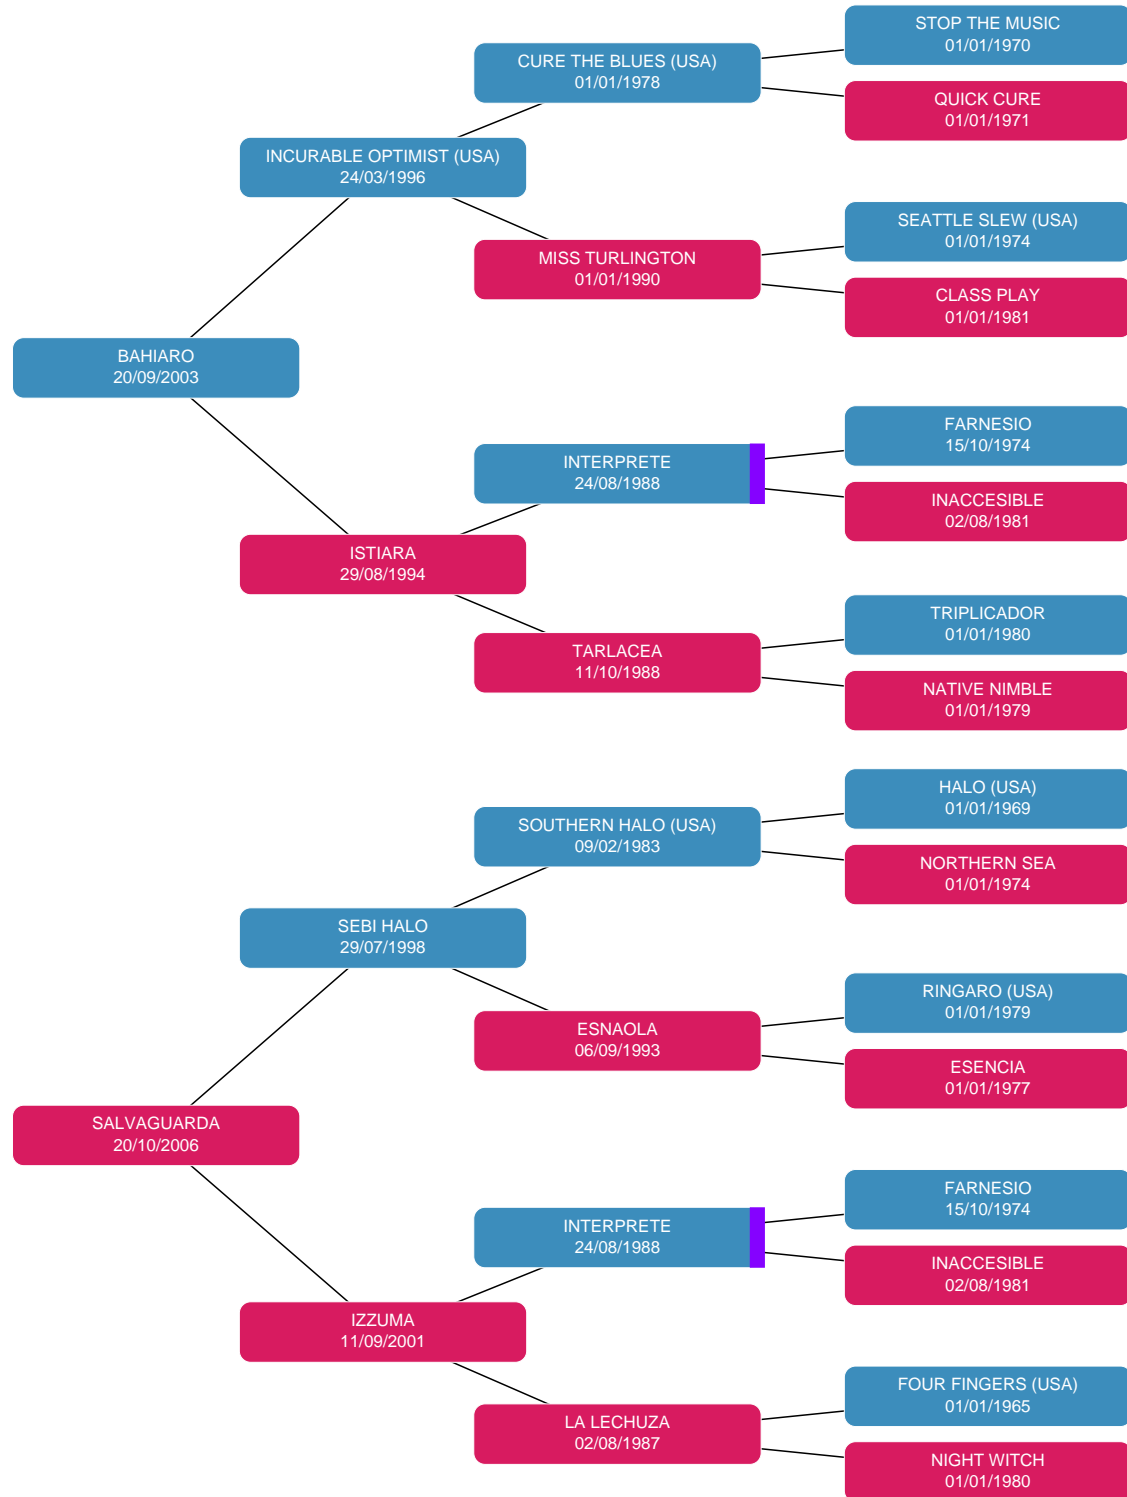 STOP THE MUSIC
01/01/1970
CURE THE BLUES (USA)
01/01/1978
QUICK CURE
01/01/1971
INCURABLE OPTIMIST (USA)
24/03/1996
SEATTLE SLEW (USA)
01/01/1974
MISS TURLINGTON
01/01/1990
CLASS PLAY
01/01/1981
BAHIARO
20/09/2003
FARNESIO
15/10/1974
INTERPRETE
24/08/1988
INACCESIBLE
02/08/1981
ISTIARA
29/08/1994
TRIPLICADOR
01/01/1980
TARLACEA
11/10/1988
NATIVE NIMBLE
01/01/1979
HALO (USA)
01/01/1969
SOUTHERN HALO (USA)
09/02/1983
NORTHERN SEA
01/01/1974
SEBI HALO
29/07/1998
RINGARO (USA)
01/01/1979
ESNAOLA
06/09/1993
ESENCIA
01/01/1977
SALVAGUARDA
20/10/2006
FARNESIO
15/10/1974
INTERPRETE
24/08/1988
INACCESIBLE
02/08/1981
IZZUMA
11/09/2001
FOUR FINGERS (USA)
01/01/1965
LA LECHUZA
02/08/1987
NIGHT WITCH
01/01/1980